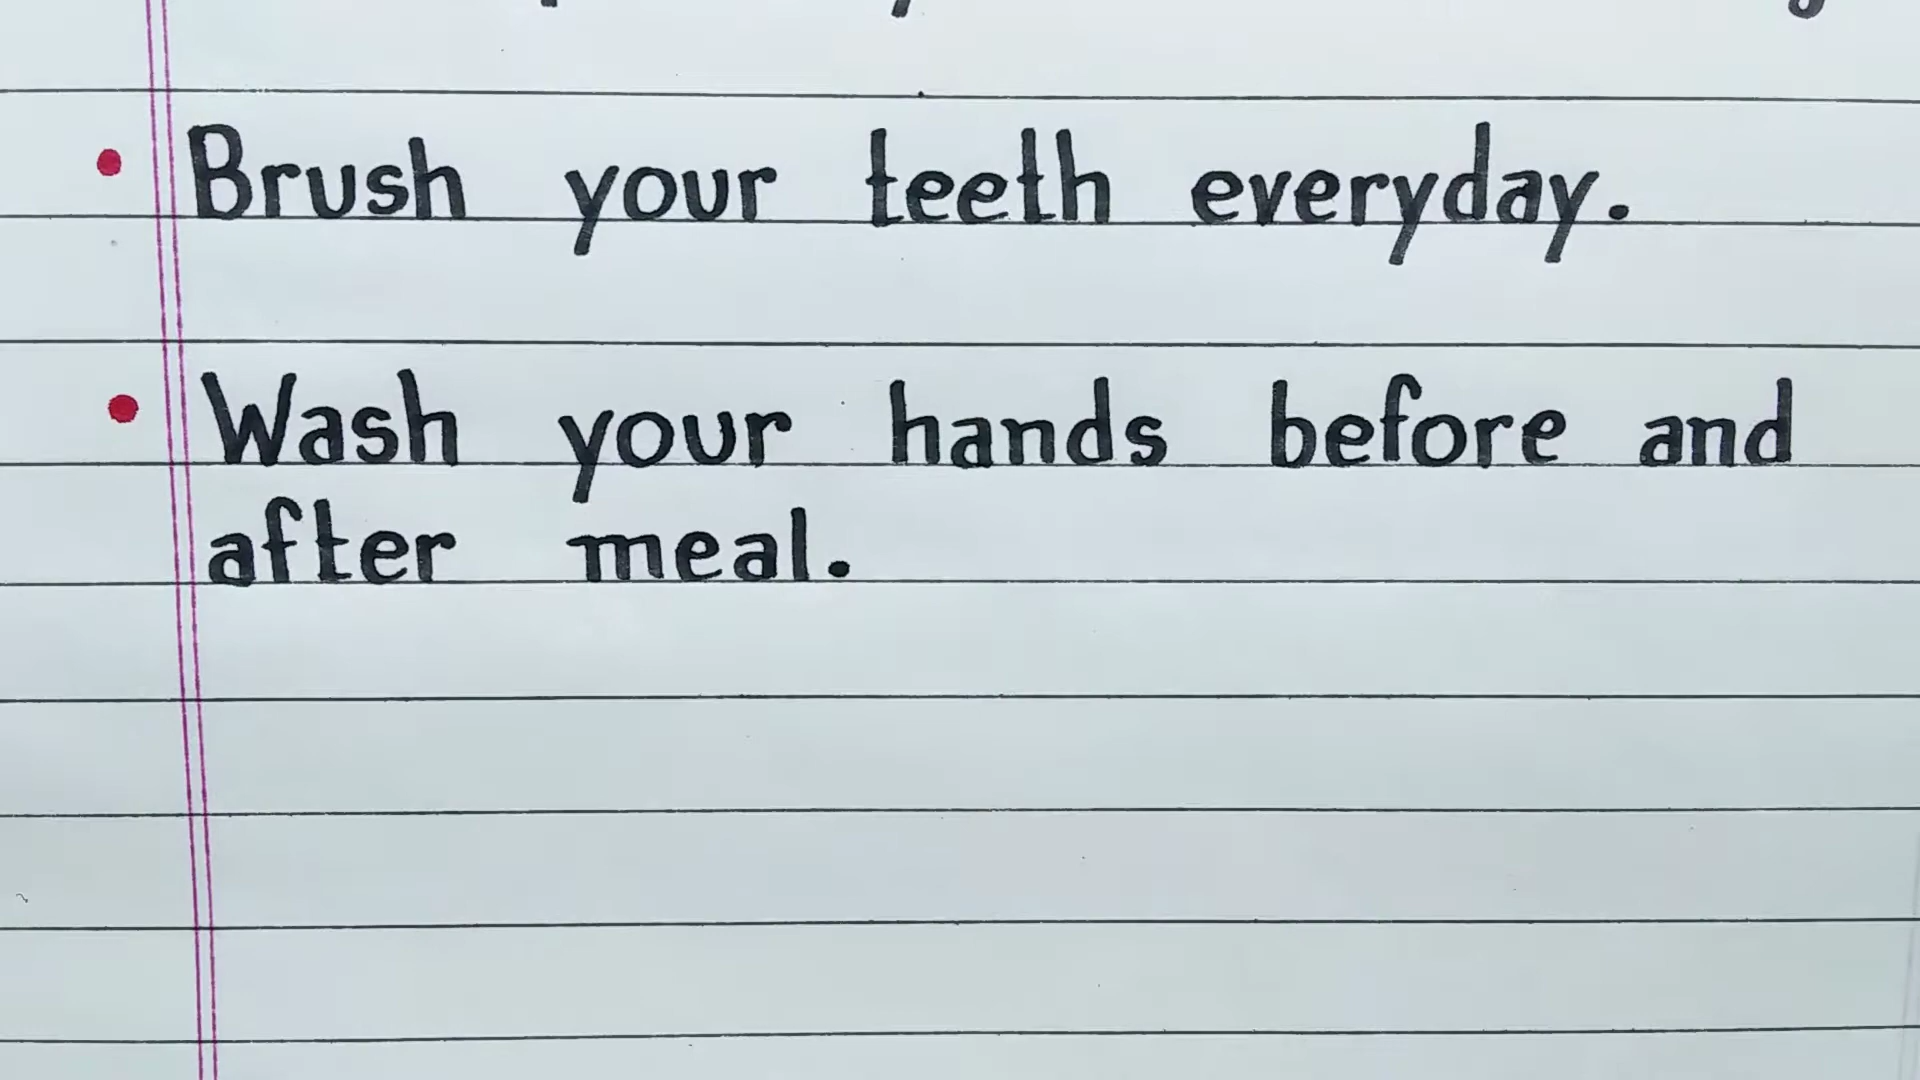 • Brush your teeth everyday.
• Wash your hands before and
after meal.